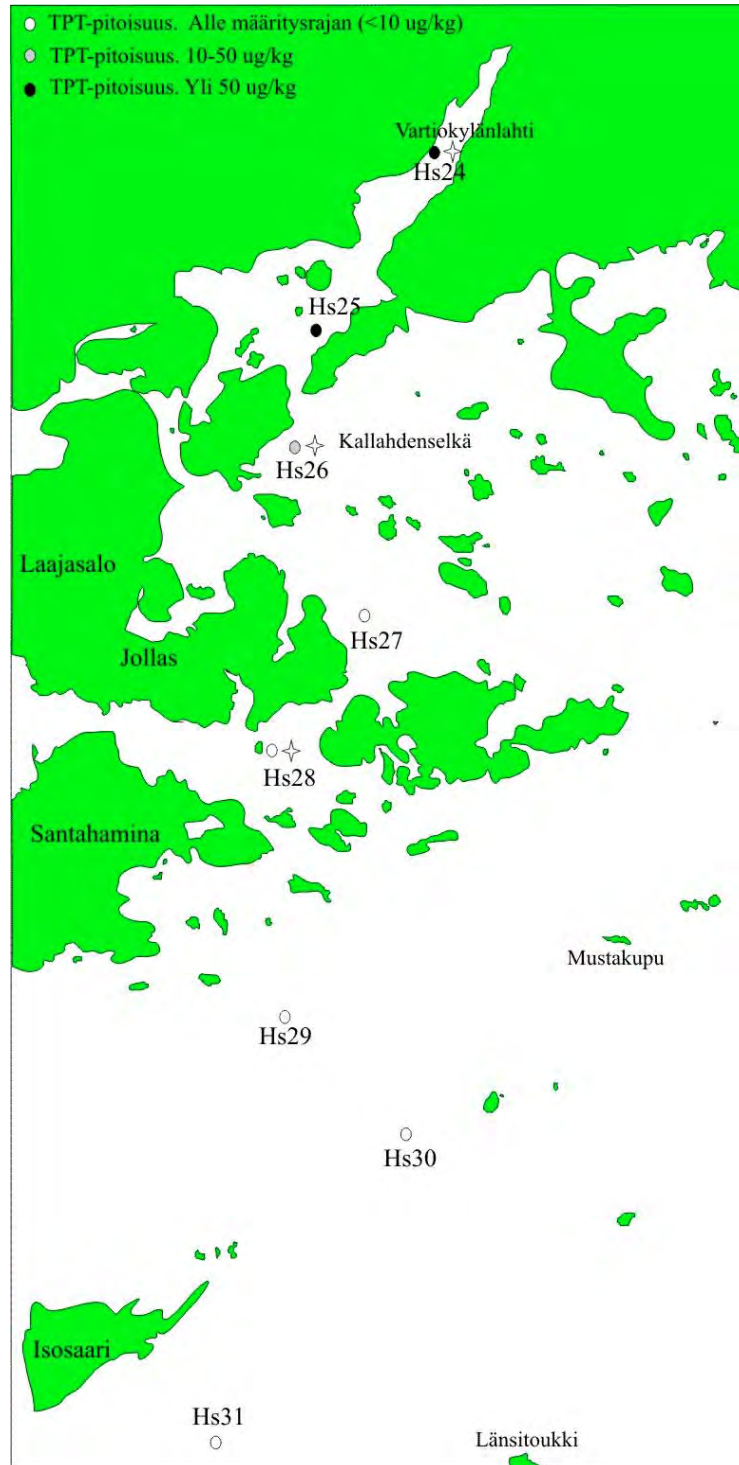 TPT-pitoisuus. Alle määritysrajan (<10 ug/kg)
TPT-pitoisuus. 10-50 ug/kg
TPT-pitoisuus. Yli 50 ug/kg
Vartiokylänlahti
Hs24
Hs25
Kallahdenselkä
Hs26
Laajasalo
Hs27
Jollas
Hs28
Santahamina
Mustakupu
Hs29
Hs30
Isosaari
Hs31
Länsitoukki